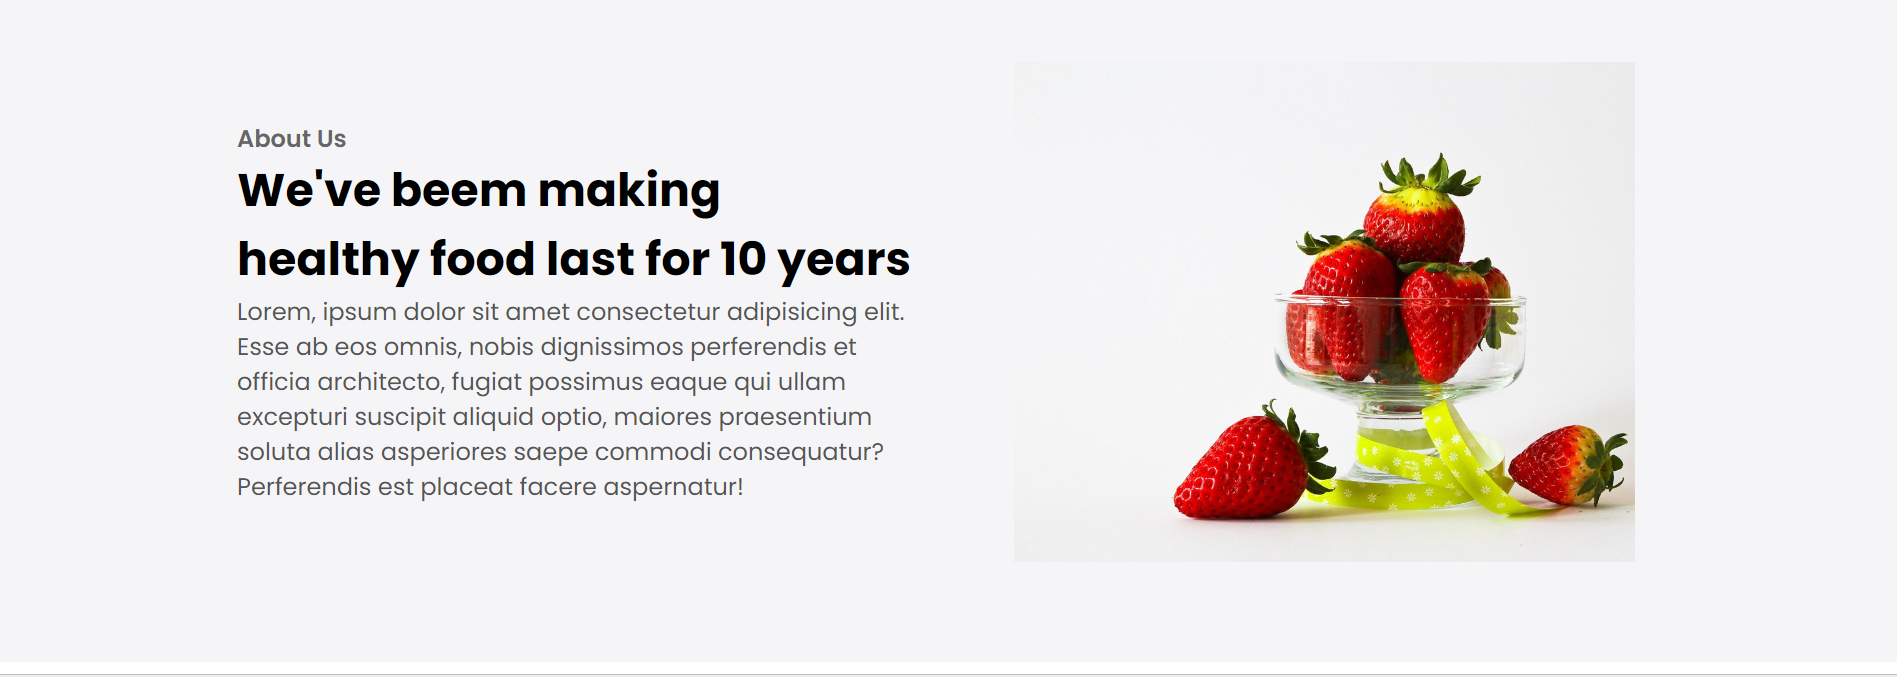 About Us
We've beem making
healthy food last for 10 years
Lorem, ipsum dolor sit amet consectetur adipisicing elit.
Esse ab eos omnis, nobis dignissimos perferendis et
officia architecto, fugiat possimus eaque qui ullam
excepturi suscipit aliquid optio, maiores praesentium
soluta alias asperiores saepe commodi consequatur?
Perferendis est placeat facere aspernatur!